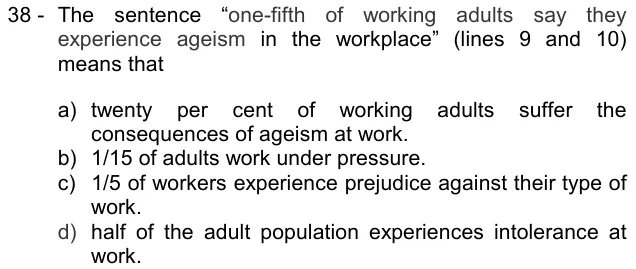 38 - The sentence “one-fifth of working adults say they
experience ageism in the workplace” (lines 9 and 10)
means that
a) twenty per cent of working adults suffer the
consequences of ageism at work.
b) 1/15 of adults work under pressure.
c) 1/5 of workers experience prejudice against their type of
work.
d) half of the adult population experiences intolerance at
work.